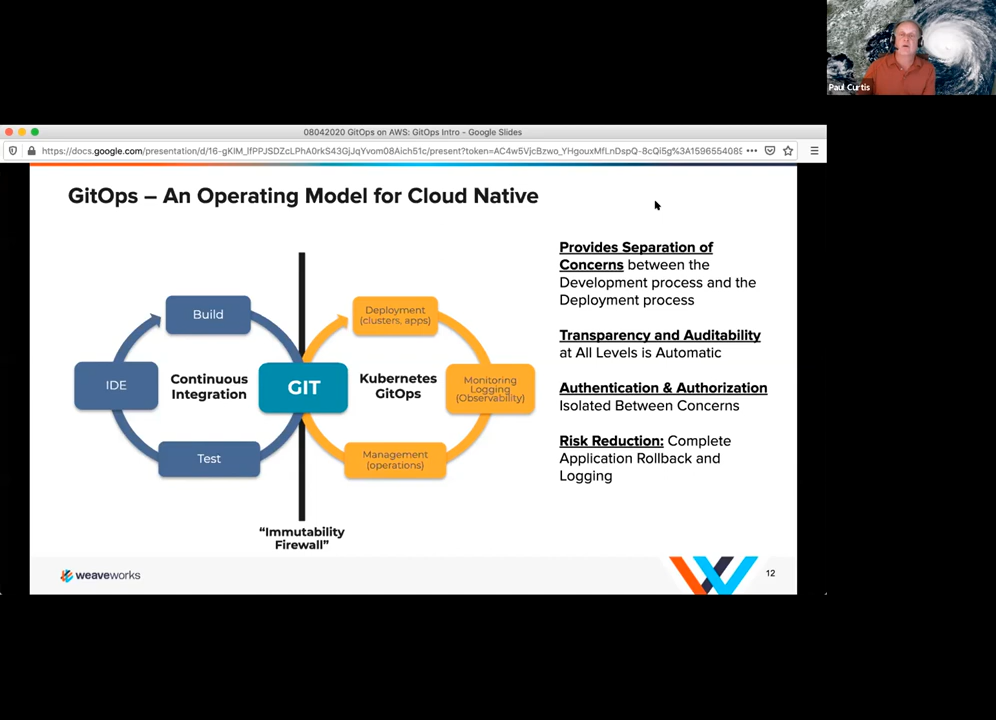 Paul Curtis
08042020 GitOps on AWS: GitOps Intro - Google Slides
GitOps – An Operating Model for Cloud Native
Build
IDE
Continuous
Integration
Test
GIT
Deployment
(clusters, apps)
Kubernetes
GitOps
Monitoring
Logging
(Observability)
Management
(operations)
“Immutability
Firewall”
Provides Separation of
Concerns between the
Development process and the
Deployment process
Transparency and Auditability
at All Levels is Automatic
Authentication & Authorization
Isolated Between Concerns
Risk Reduction: Complete
Application Rollback and
Logging
weaveworks
12